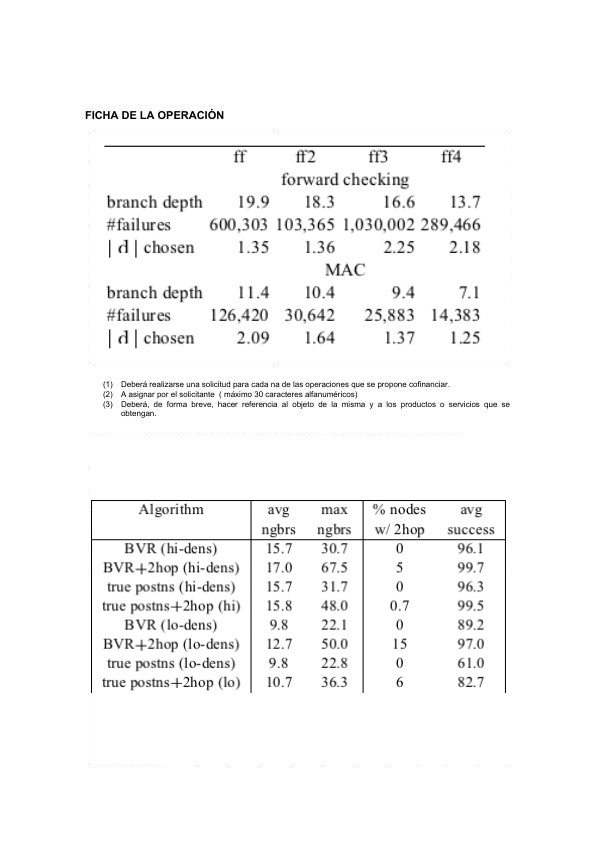 FICHA DE LA OPERACIÓN
ff ff2 ff3 ff4
forward checking
branch depth 19.9 18.3 16.6 13.7
#failures 600,303 103,365 1,030,002 289,466
| d | chosen 1.35 1.36 2.25 2.18
MAC
branch depth 11.4 10.4 9.4 7.1
#failures 126,420 30,642 25,883 14,383
| d | chosen 2.09 1.64 1.37 1.25
(1) Deberá realizarse una solicitud para cada na de las operaciones que se propone cofinanciar.
(2) A asignar por el solicitante ( máximo 30 caracteres alfanuméricos)
(3) Deberá, de forma breve, hacer referencia al objeto de la misma y a los productos o servicios que se
obtengan.
Algorithm avg max % nodes avg
ngbrs ngbrs w/ 2hop success
BVR (hi-dens) 15.7 30.7 0 96.1
BVR+2hop (hi-dens) 17.0 67.5 5 99.7
true postns (hi-dens) 15.7 31.7 0 96.3
true postns+2hop (hi) 15.8 48.0 0.7 99.5
BVR (lo-dens) 9.8 22.1 0 89.2
BVR+2hop (lo-dens) 12.7 50.0 15 97.0
true postns (lo-dens) 9.8 22.8 0 61.0
true postns+2hop (lo) 10.7 36.3 6 82.7